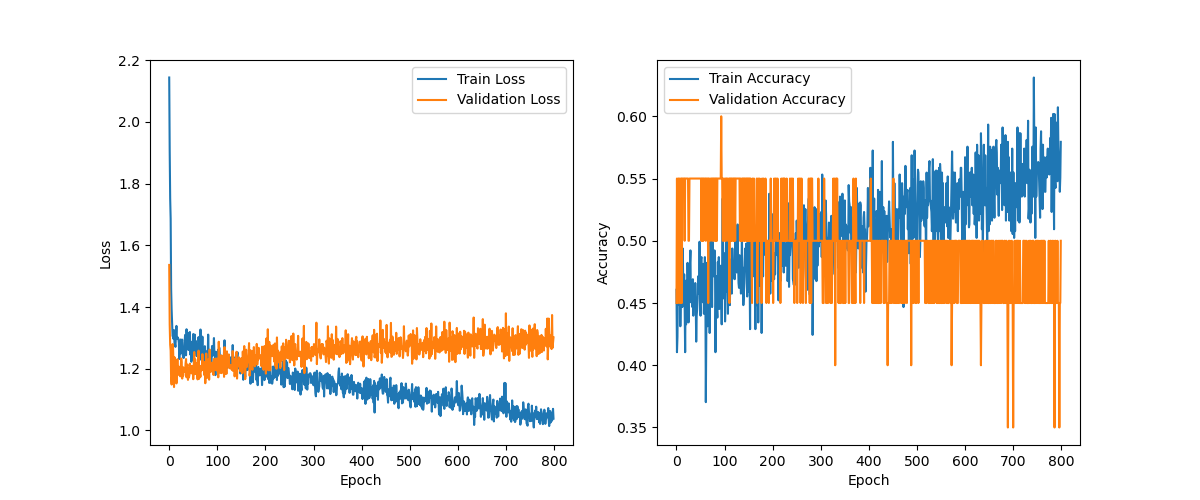 2.2
2.0
1.8
1.6
1.4
1.2
1.0
Loss
0 100 200 300 400 500 600 700 800
Epoch
Train Loss
Validation Loss
0.60
0.55
0.50
0.45
0.40
0.35
Accuracy
0 100 200 300 400 500 600 700 800
Epoch
Train Accuracy
Validation Accuracy